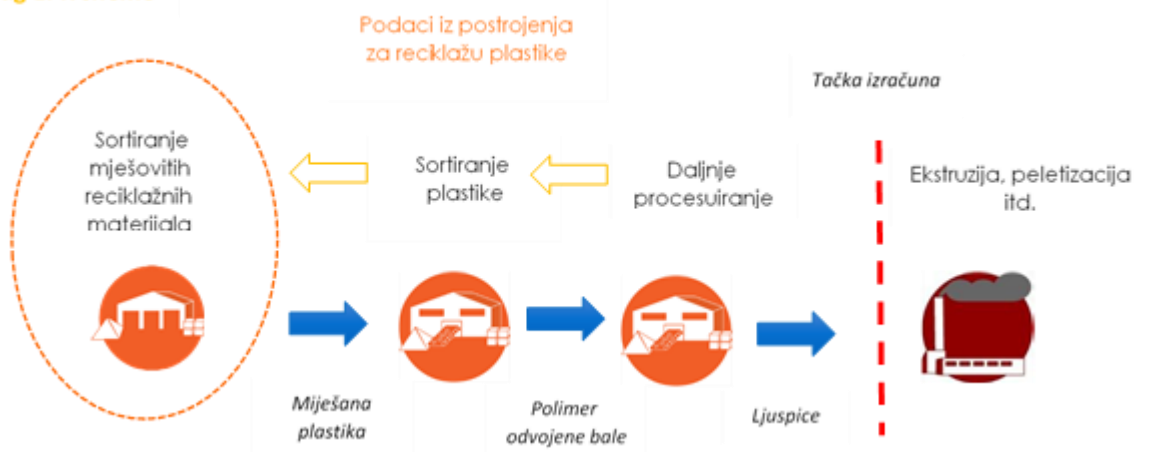 Podaci iz postrojenja
za reciklažu plastike
Tačka izračuna
Sortiranje
mješovitih
reciklažnih
materijala
Sortiranje
plastike
Daljnje
procesuiranje
Ekstruzija, peletizacija
itd.
Miješana
plastika
Polimer
odvojene bale
Ljuspice